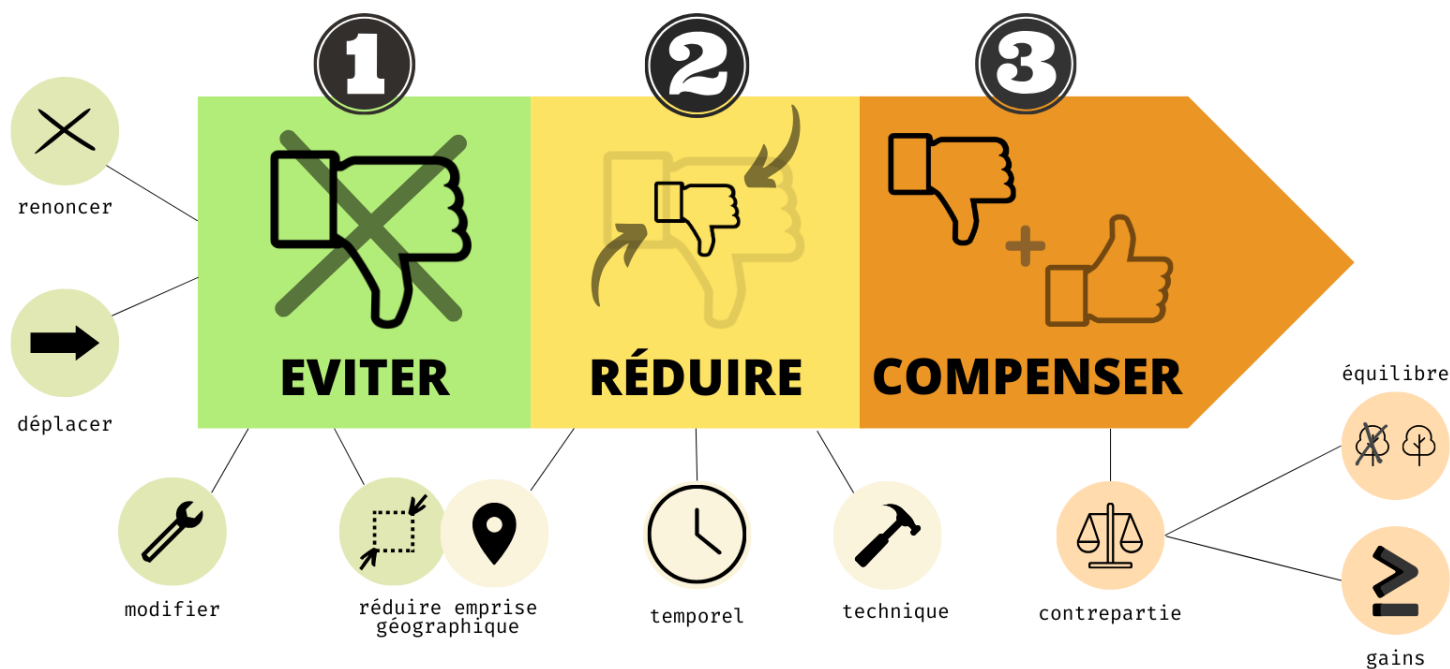 1
2
3
renoncer
déplacer
EVITER
RÉDUIRE
COMPENSER
équilibre
modifier
réduire emprise
géographique
temporel
technique
contrepartie
≥
gains